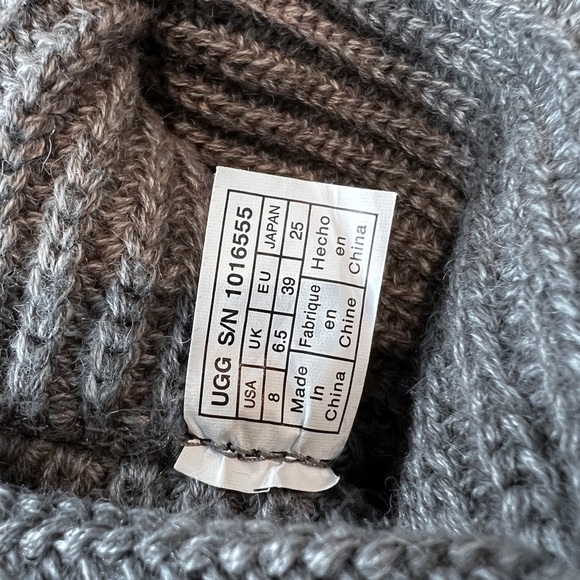 UGG S/N 1016555
USA UK EU JAPAN
8 6.5 39 25
Made In China
Fabrique en Chine
Hecho en China